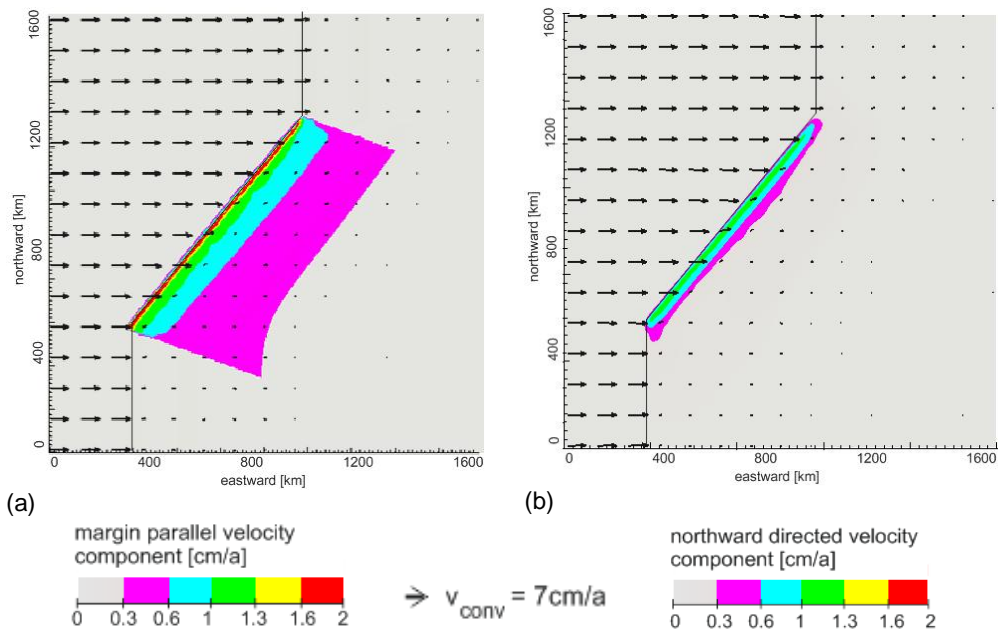 1600
1200
800
400
0
northward [km]
0 400 800 1200 1600
eastward [km]
(a)
1600
1200
800
400
0
northward [km]
0 400 800 1200 1600
eastward [km]
(b)
margin parallel velocity
component [cm/a]
0 0.3 0.6 1 1.3 1.6 2
v conv = 7cm/a
northward directed velocity
component [cm/a]
0 0.3 0.6 1 1.3 1.6 2